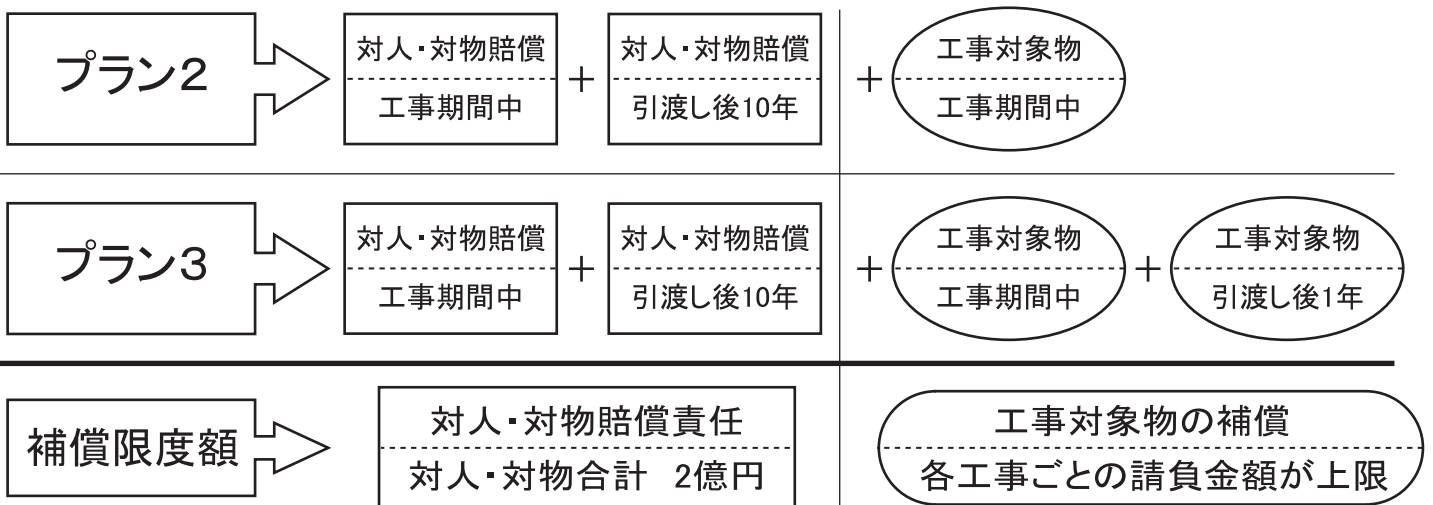 プラン2
対人・対物賠償
工事期間中
+
対人・対物賠償
引渡し後10年
+
工事対象物
工事期間中
プラン3
対人・対物賠償
工事期間中
+
対人・対物賠償
引渡し後10年
+
工事対象物
工事期間中
+
工事対象物
引渡し後1年
補償限度額
対人・対物賠償責任
対人・対物合計 2億円
工事対象物の補償
各工事ごとの請負金額が上限